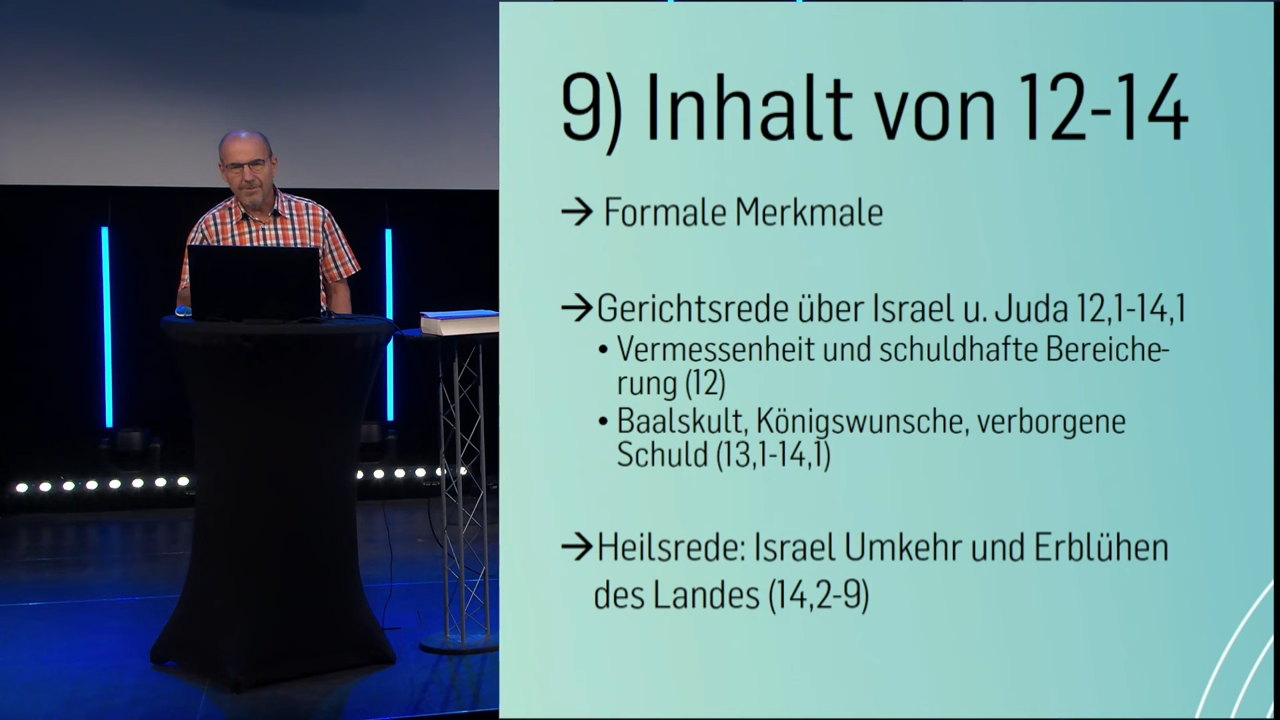 9) Inhalt von 12-14
→ Formale Merkmale
→Gerichtsrede über Israel u. Juda 12,1-14,1
• Vermessenheit und schuldhafte Bereiche-
rung (12)
• Baalskult, Königswunsche, verborgene
Schuld (13,1-14,1)
→Heilsrede: Israel Umkehr und Erblühen
des Landes (14,2-9)